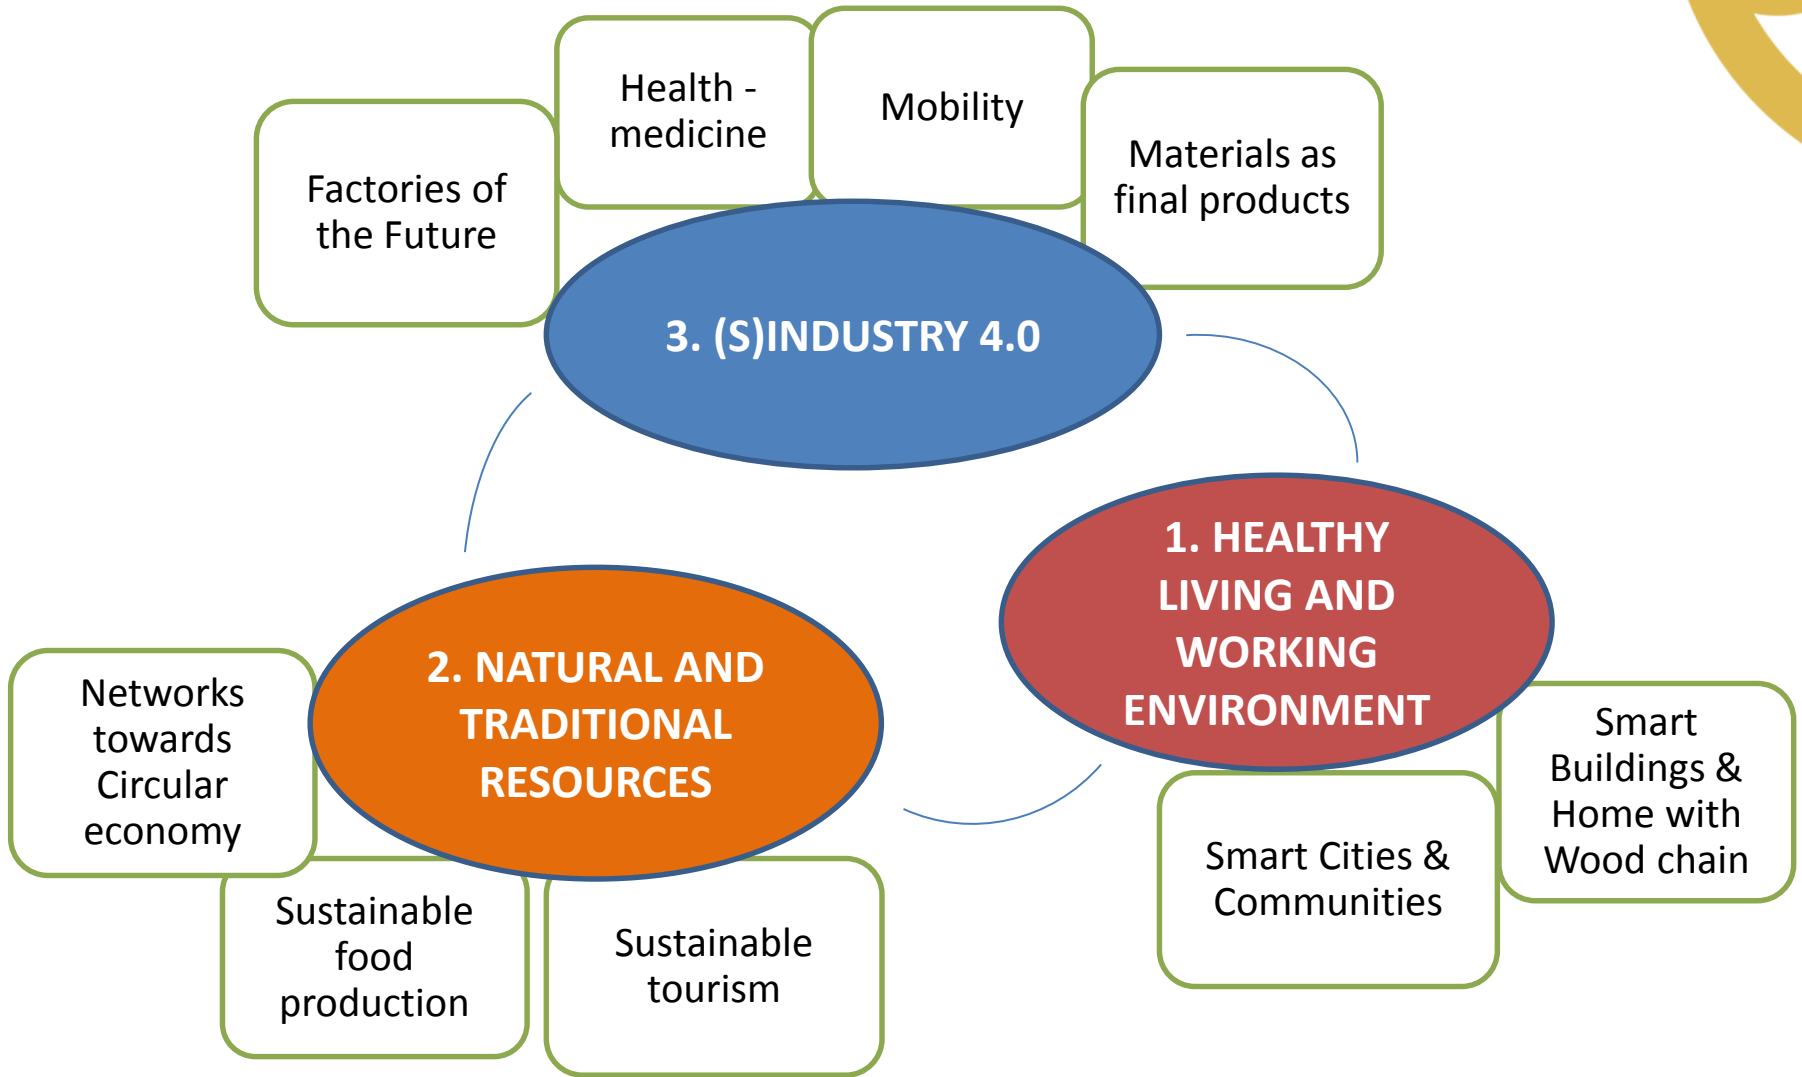 Health -
medicine
Mobility
Materials as
final products
Factories of
the Future
3. (S)INDUSTRY 4.0
1. HEALTHY
LIVING AND
WORKING
ENVIRONMENT
2. NATURAL AND
TRADITIONAL
RESOURCES
Networks
towards
Circular
economy
Smart
Buildings &
Home with
Wood chain
Smart Cities &
Communities
Sustainable
food
production
Sustainable
tourism